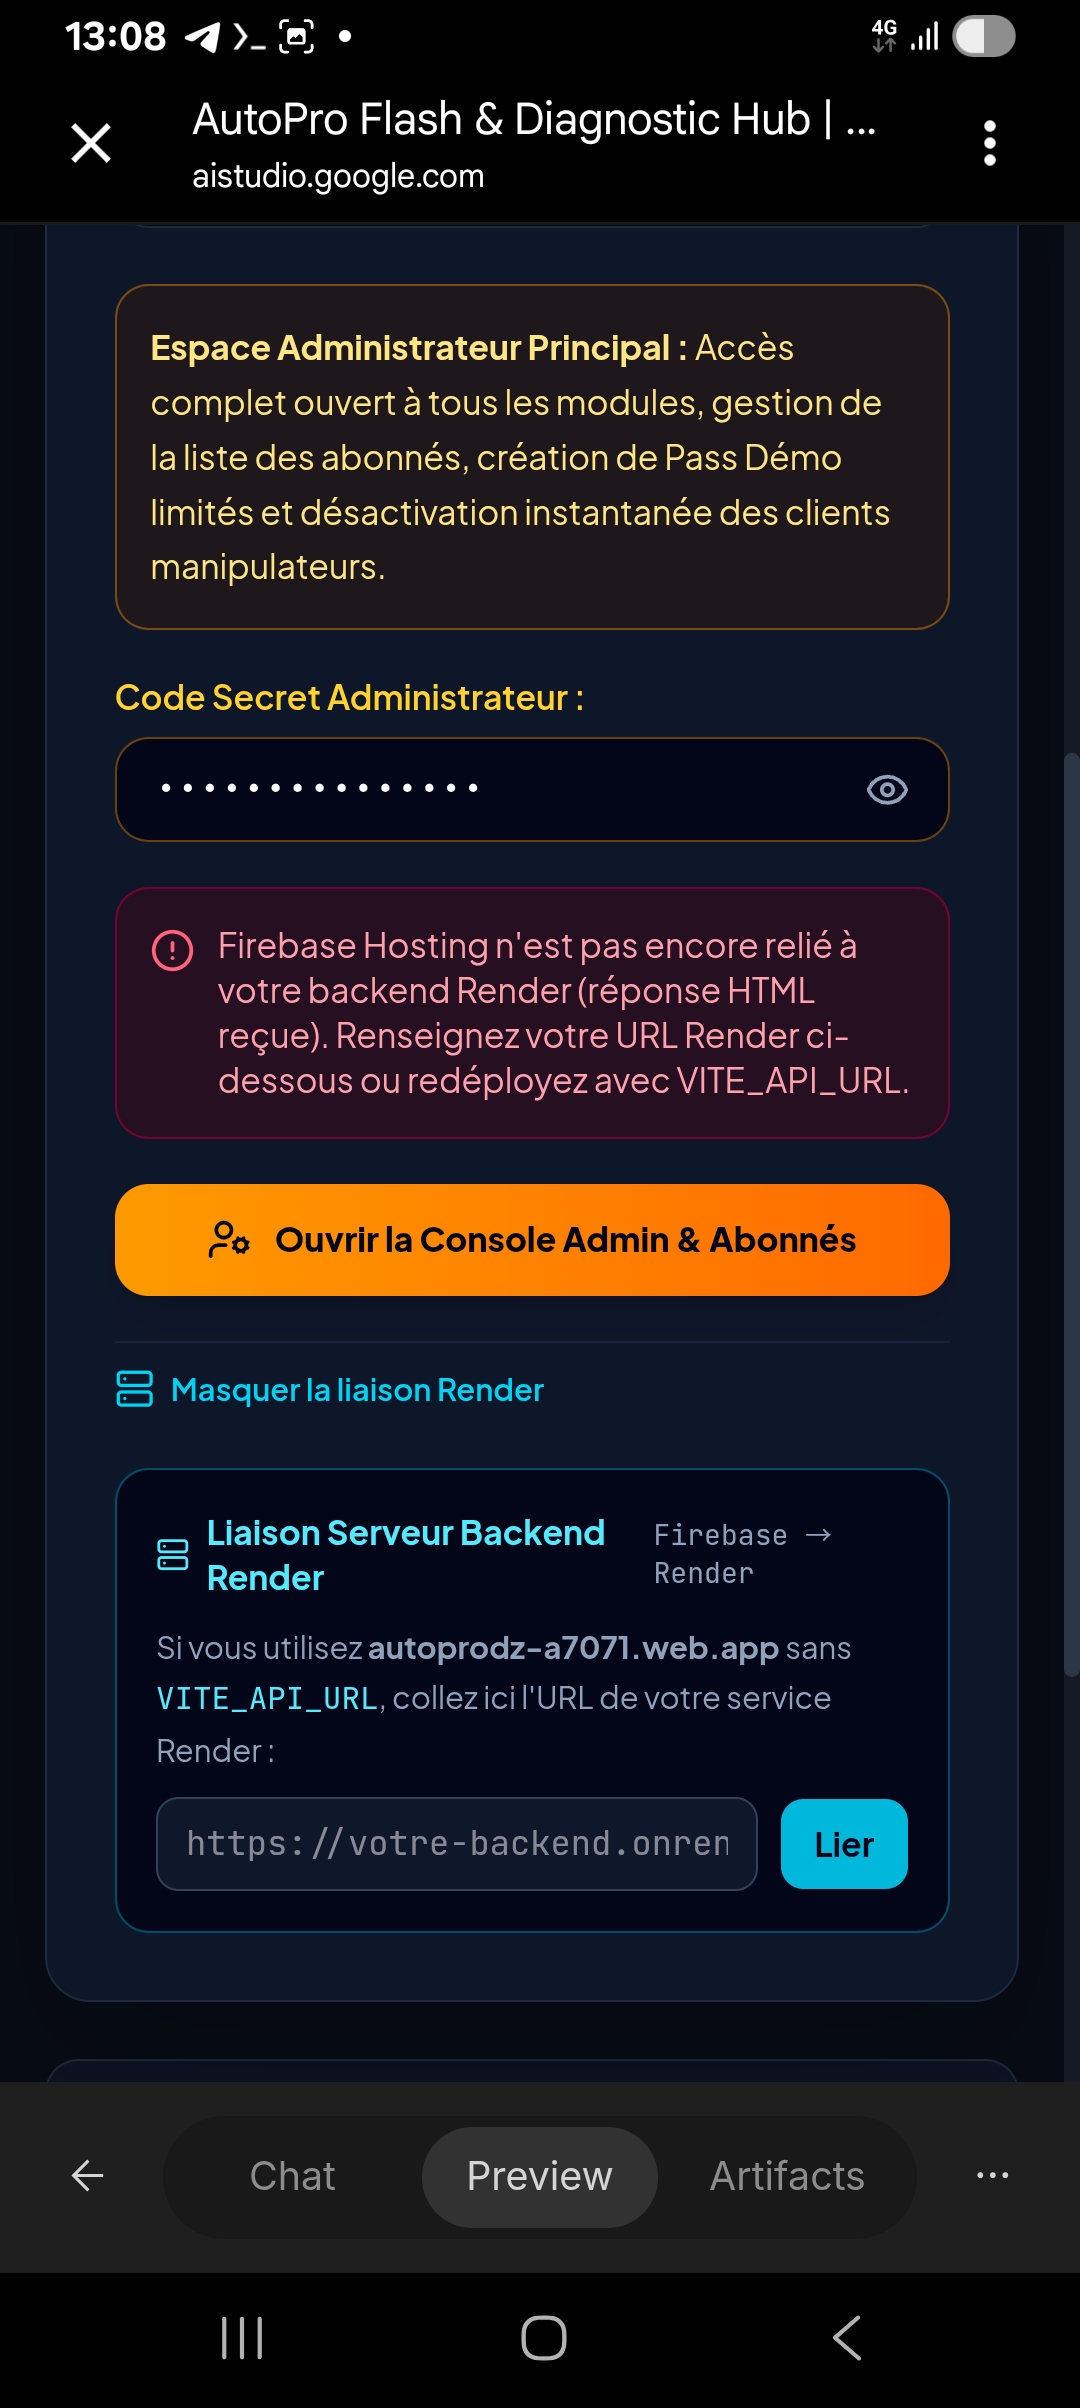 13:08
4G
AutoPro Flash & Diagnostic Hub | ...
aistudio.google.com
Espace Administrateur Principal : Accès
complet ouvert à tous les modules, gestion de
la liste des abonnés, création de Pass Démo
limités et désactivation instantanée des clients
manipulateurs.
Code Secret Administrateur :
•••••••••••••••
Firebase Hosting n'est pas encore relié à
votre backend Render (réponse HTML
reçue). Renseignez votre URL Render ci-
dessous ou redéployez avec VITE_API_URL.
Ouvrir la Console Admin & Abonnés
Masquer la liaison Render
Liaison Serveur Backend
Render
Firebase →
Render
Si vous utilisez autoprodz-a7071.web.app sans
VITE_API_URL, collez ici l'URL de votre service
Render :
https://votre-backend.onren
Lier
Chat
Preview
Artifacts